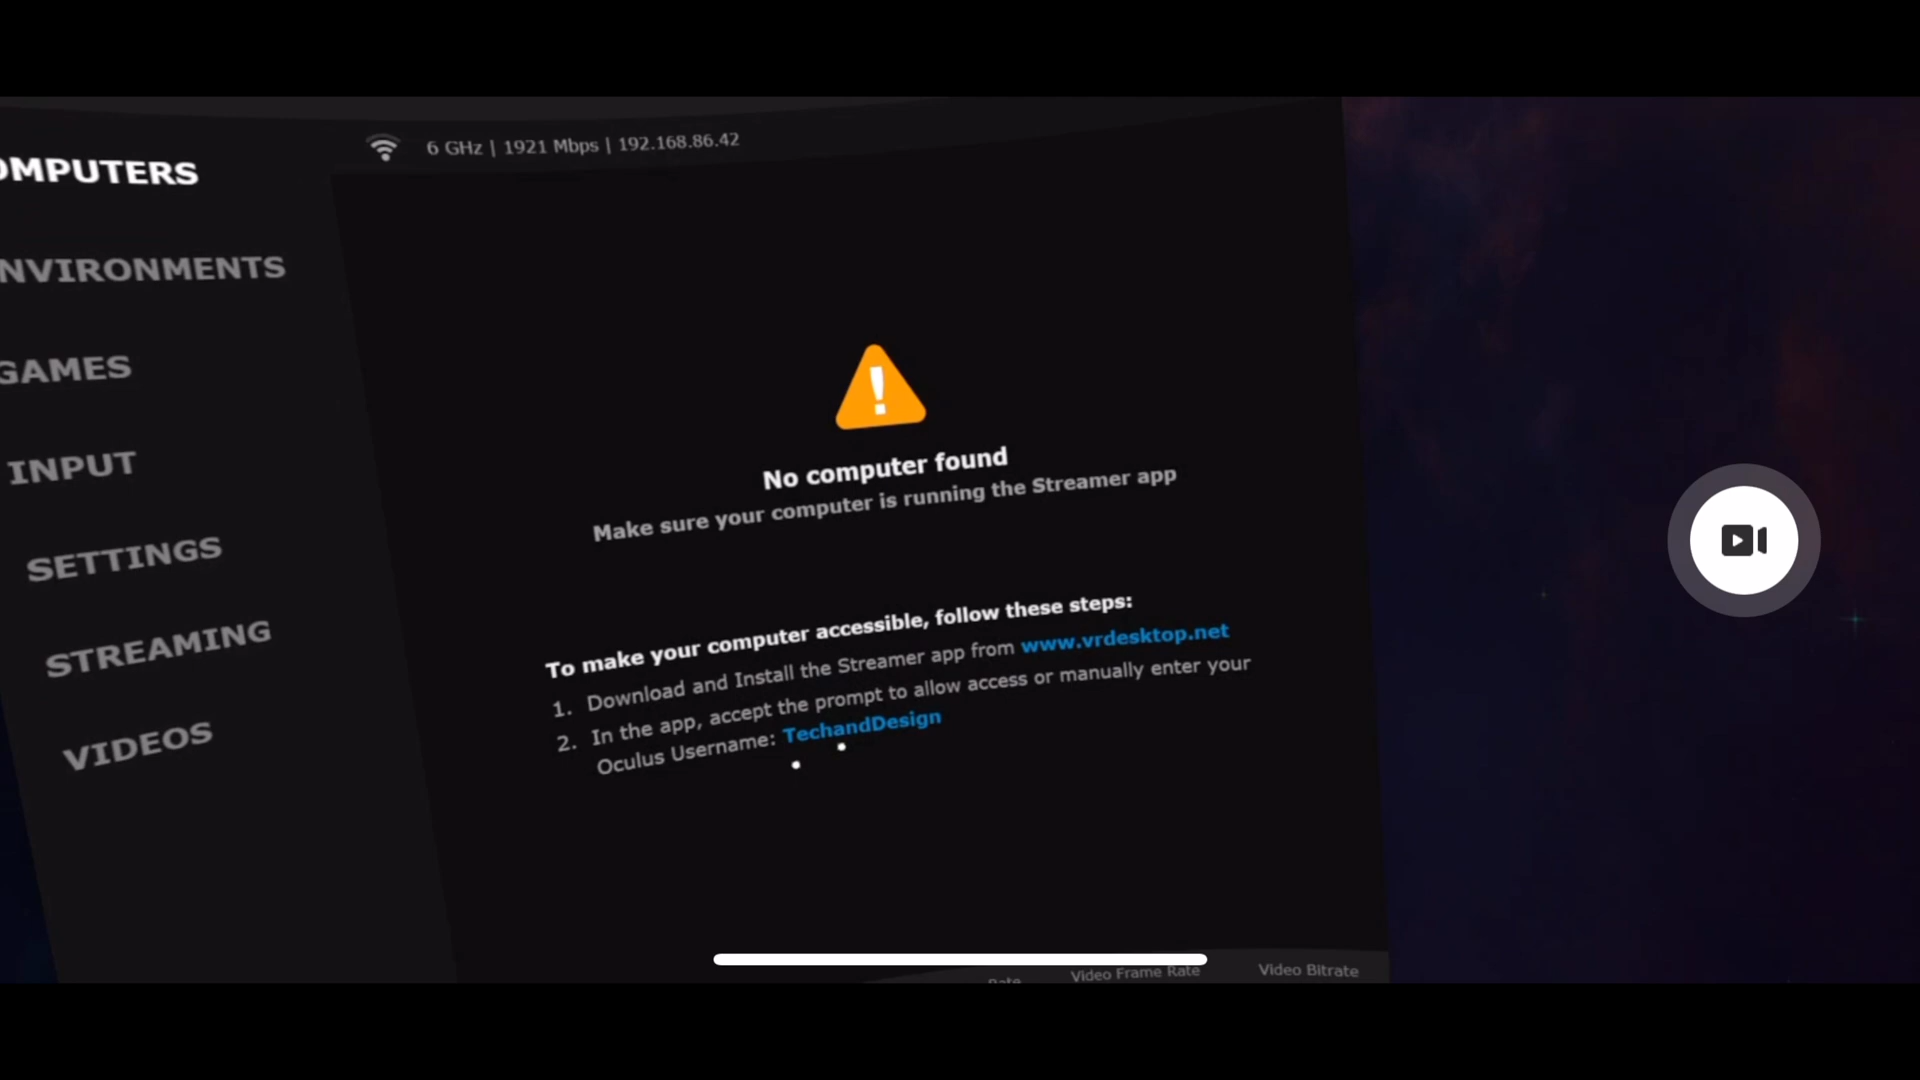 OMPUTERS
6 GHz | 1921 Mbps | 192.168.86.42
NVIRONMENTS
GAMES
INPUT
SETTINGS
STREAMING
VIDEOS
No computer found
Make sure your computer is running the Streamer app
To make your computer accessible, follow these steps:
1. Download and Install the Streamer app from www.vrdesktop.net
2. In the app, accept the prompt to allow access or manually enter your
Oculus Username: TechandDesign
Rate
Video Frame Rate
Video Bitrate